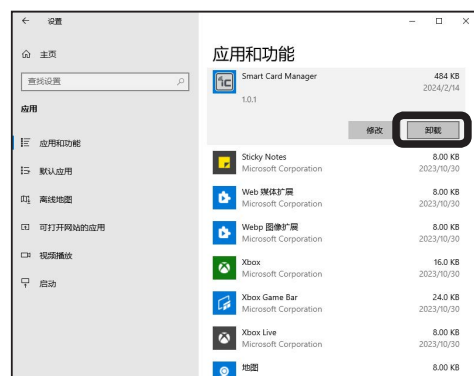 设置
主页
查找设置
应用
应用和功能
默认应用
离线地图
可打开网站的应用
视频播放
启动
应用和功能
Smart Card Manager 484 KB
2024/2/14
1.0.1
修改 卸载
Sticky Notes 8.00 KB
Microsoft Corporation 2023/10/30
Web 媒体扩展 8.00 KB
Microsoft Corporation 2023/10/30
Webp 图像扩展 8.00 KB
Microsoft Corporation 2023/10/30
Xbox 16.0 KB
Microsoft Corporation 2023/10/30
Xbox Game Bar 24.0 KB
Microsoft Corporation 2023/10/30
Xbox Live 8.00 KB
Microsoft Corporation 2023/10/30
地图 8.00 KB